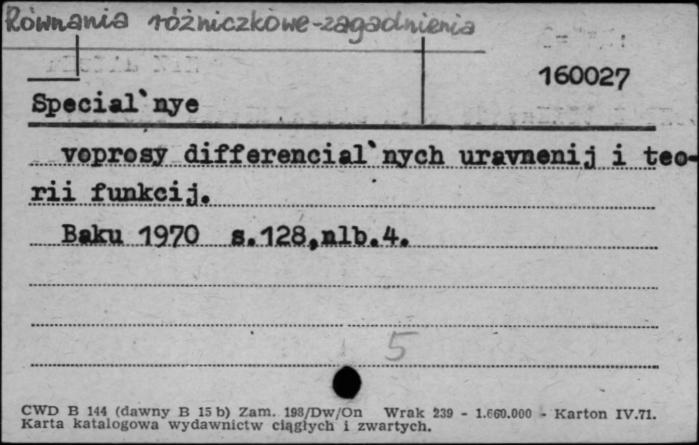 Równania różniczkowe-zagadnienia
160027
Special`nye
voprosy differencial`nych uravnenij i teo-
rii funkcij.
Baku 1970 s.128,nlb.4.
5
CWD B 144 (dawny B 15 b) Zam. 198/Dw/On Wrak 239 - 1.660.000 - Karton IV.71.
Karta katalogowa wydawnictw ciągłych i zwartych.